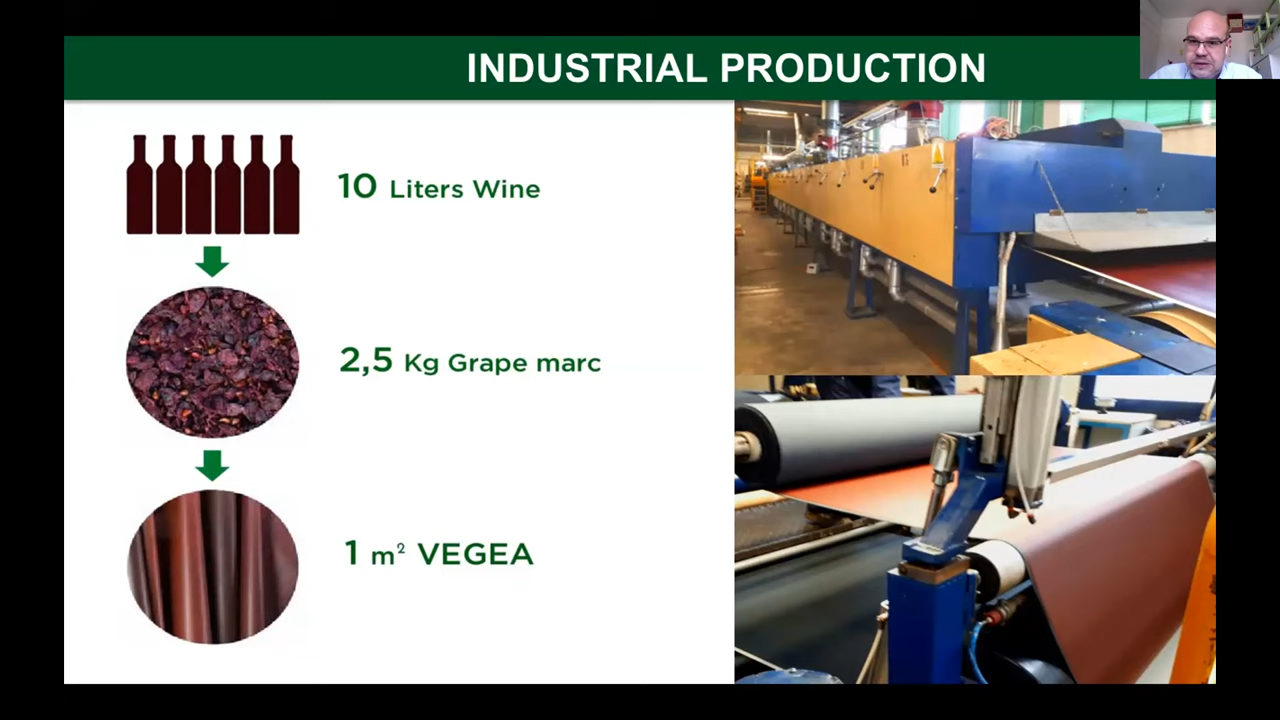 INDUSTRIAL PRODUCTION
10 Liters Wine
2,5 Kg Grape marc
1 m² VEGEA